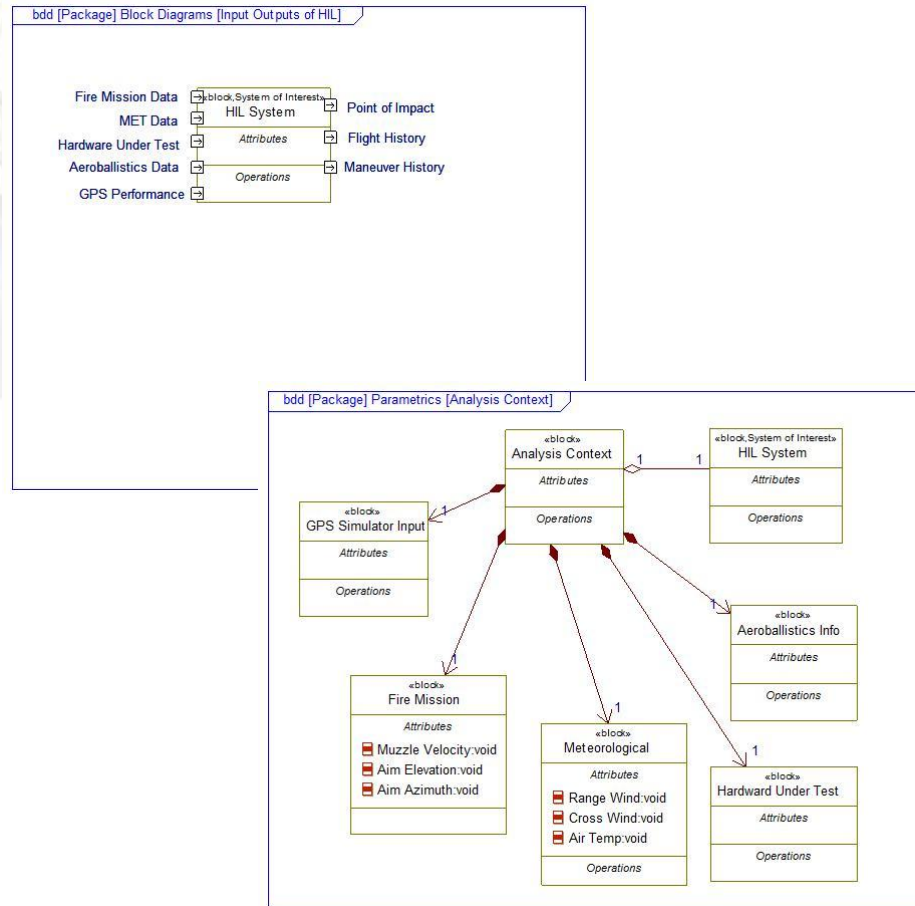 bdd [Package] Block Diagrams [Input Outputs of HIL]
Fire Mission Data
MET Data
Hardware Under Test
Aeroballistics Data
GPS Performance
«block,System of Interest»
HIL System
Attributes
Operations
Point of Impact
Flight History
Maneuver History
bdd [Package] Parametrics [Analysis Context]
«block»
Analysis Context
Attributes
Operations
1
1
«block,System of Interest»
HIL System
Attributes
Operations
1
«block»
GPS Simulator Input
Attributes
Operations
1
«block»
Aeroballistics Info
Attributes
Operations
1
«block»
Fire Mission
Attributes
Muzzle Velocity:void
Aim Elevation:void
Aim Azimuth:void
1
«block»
Meteorological
Attributes
Range Wind:void
Cross Wind:void
Air Temp:void
Operations
1
«block»
Hardward Under Test
Attributes
Operations